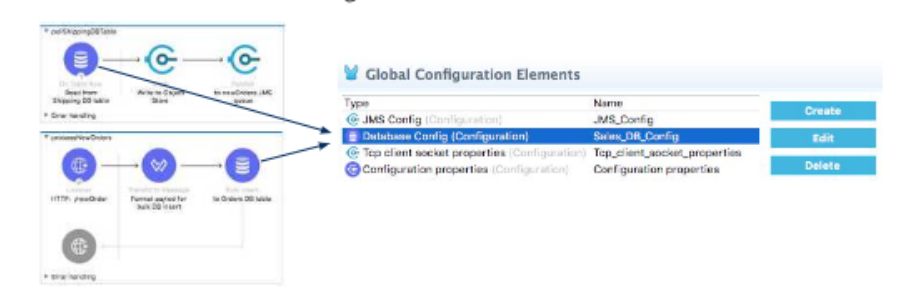 pollShippingDBTable
On Table Row
Read from
Shipping DB table
Write to Object
Store
Publish
to newOrders JMS
queue
Error handling
processNewOrders
Listener
HTTP: /newOrder
Transform Message
Format payload for
bulk DB insert
Bulk insert
to Orders DB table
Error handling
Global Configuration Elements
Type
Name
JMS Config (Configuration)
JMS_Config
Create
Database Config (Configuration)
Sales_DB_Config
Edit
Tcp client socket properties (Configuration)
Tcp_client_socket_properties
Configuration properties (Configuration)
Configuration properties
Delete